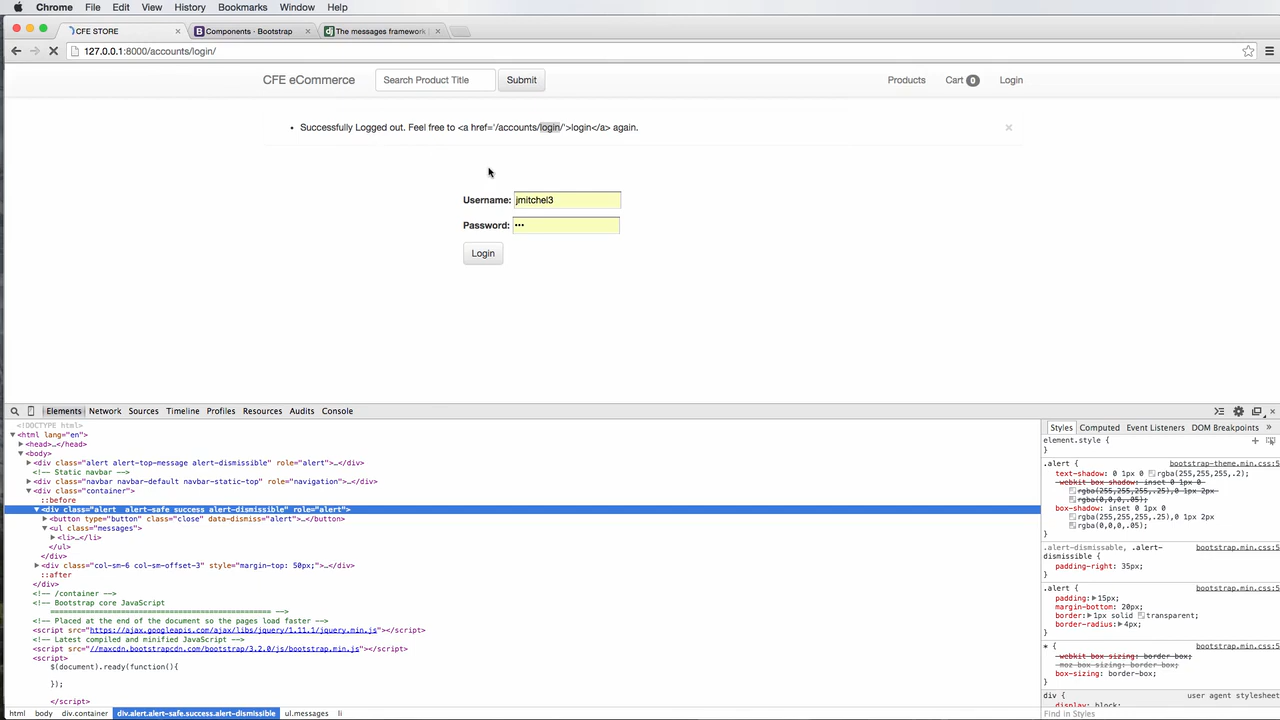 Chrome File Edit View History Bookmarks Window Help
CFE STORE × Components · Bootstrap × The messages framework ×
127.0.0.1:8000/accounts/login/
CFE eCommerce Search Product Title Submit Products Cart 0 Login
• Successfully Logged out. Feel free to <a href='/accounts/login/'>login</a> again. ×
Username: jmitchel3
Password: •••
Login
Elements Network Sources Timeline Profiles Resources Audits Console
<!DOCTYPE html>
▼<html lang="en">
▶<head>…</head>
▼<body>
▶<div class="alert alert-top-message alert-dismissible" role="alert">…</div>
<!-- Static navbar -->
▶<div class="navbar navbar-default navbar-static-top" role="navigation">…</div>
▼<div class="container">
::before
▼<div class="alert  alert-safe success alert-dismissible" role="alert">
▶<button type="button" class="close" data-dismiss="alert">…</button>
▼<ul class="messages">
▶<li>…</li>
</ul>
</div>
▶<div class="col-sm-6 col-sm-offset-3" style="margin-top: 50px;">…</div>
::after
</div>
<!-- /container -->
<!-- Bootstrap core JavaScript
================================================== -->
<!-- Placed at the end of the document so the pages load faster -->
<script src="https://ajax.googleapis.com/ajax/libs/jquery/1.11.1/jquery.min.js"></script>
<!-- Latest compiled and minified JavaScript -->
<script src="//maxcdn.bootstrapcdn.com/bootstrap/3.2.0/js/bootstrap.min.js"></script>
<script>
$(document).ready(function(){
});
</script>
html body div.container div.alert.alert-safe.success.alert-dismissible ul.messages li
Styles Computed Event Listeners DOM Breakpoints »
element.style {
}
.alert { bootstrap-theme.min.css:5
text-shadow: 0 1px 0 rgba(255,255,255,.2);
-webkit-box-shadow: inset 0 1px 0
rgba(255,255,255,.25),0 1px 2px
rgba(0,0,0,.05);
box-shadow: inset 0 1px 0
rgba(255,255,255,.25),0 1px 2px
rgba(0,0,0,.05);
}
.alert-dismissable, .alert- bootstrap.min.css:5
dismissible {
padding-right: 35px;
}
.alert { bootstrap.min.css:5
padding: ▶15px;
margin-bottom: 20px;
border: ▶1px solid transparent;
border-radius: ▶4px;
}
* { bootstrap.min.css:5
-webkit-box-sizing: border-box;
-moz-box-sizing: border-box;
box-sizing: border-box;
}
div { user agent stylesheet
display: block;
Find in Styles